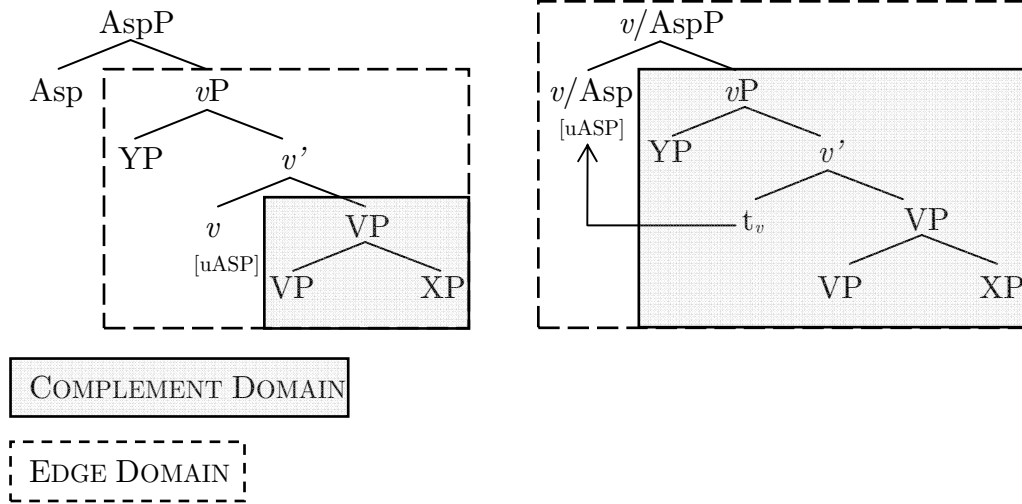 AspP
Asp
vP
YP
v’
v
[uASP]
VP
VP
XP
v/AspP
v/Asp
[uASP]
vP
YP
v’
tv
VP
VP
XP
COMPLEMENT DOMAIN
EDGE DOMAIN